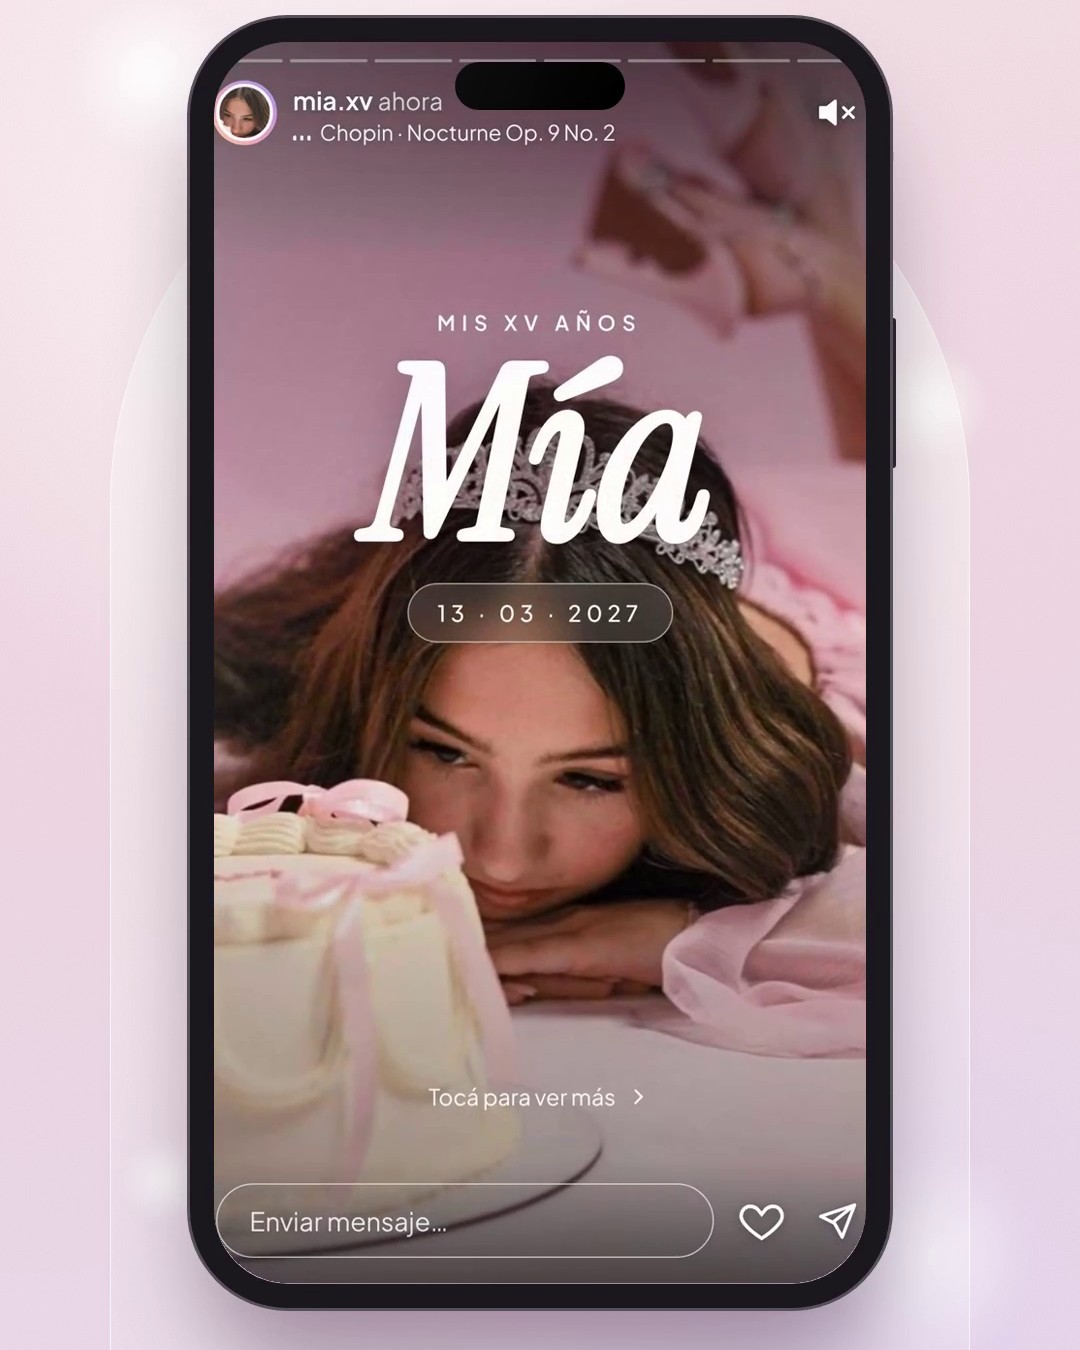 mia.xv ahora
Chopin · Nocturne Op. 9 No. 2
MIS XV AÑOS
Mía
13 · 03 · 2027
Tocá para ver más
Enviar mensaje...